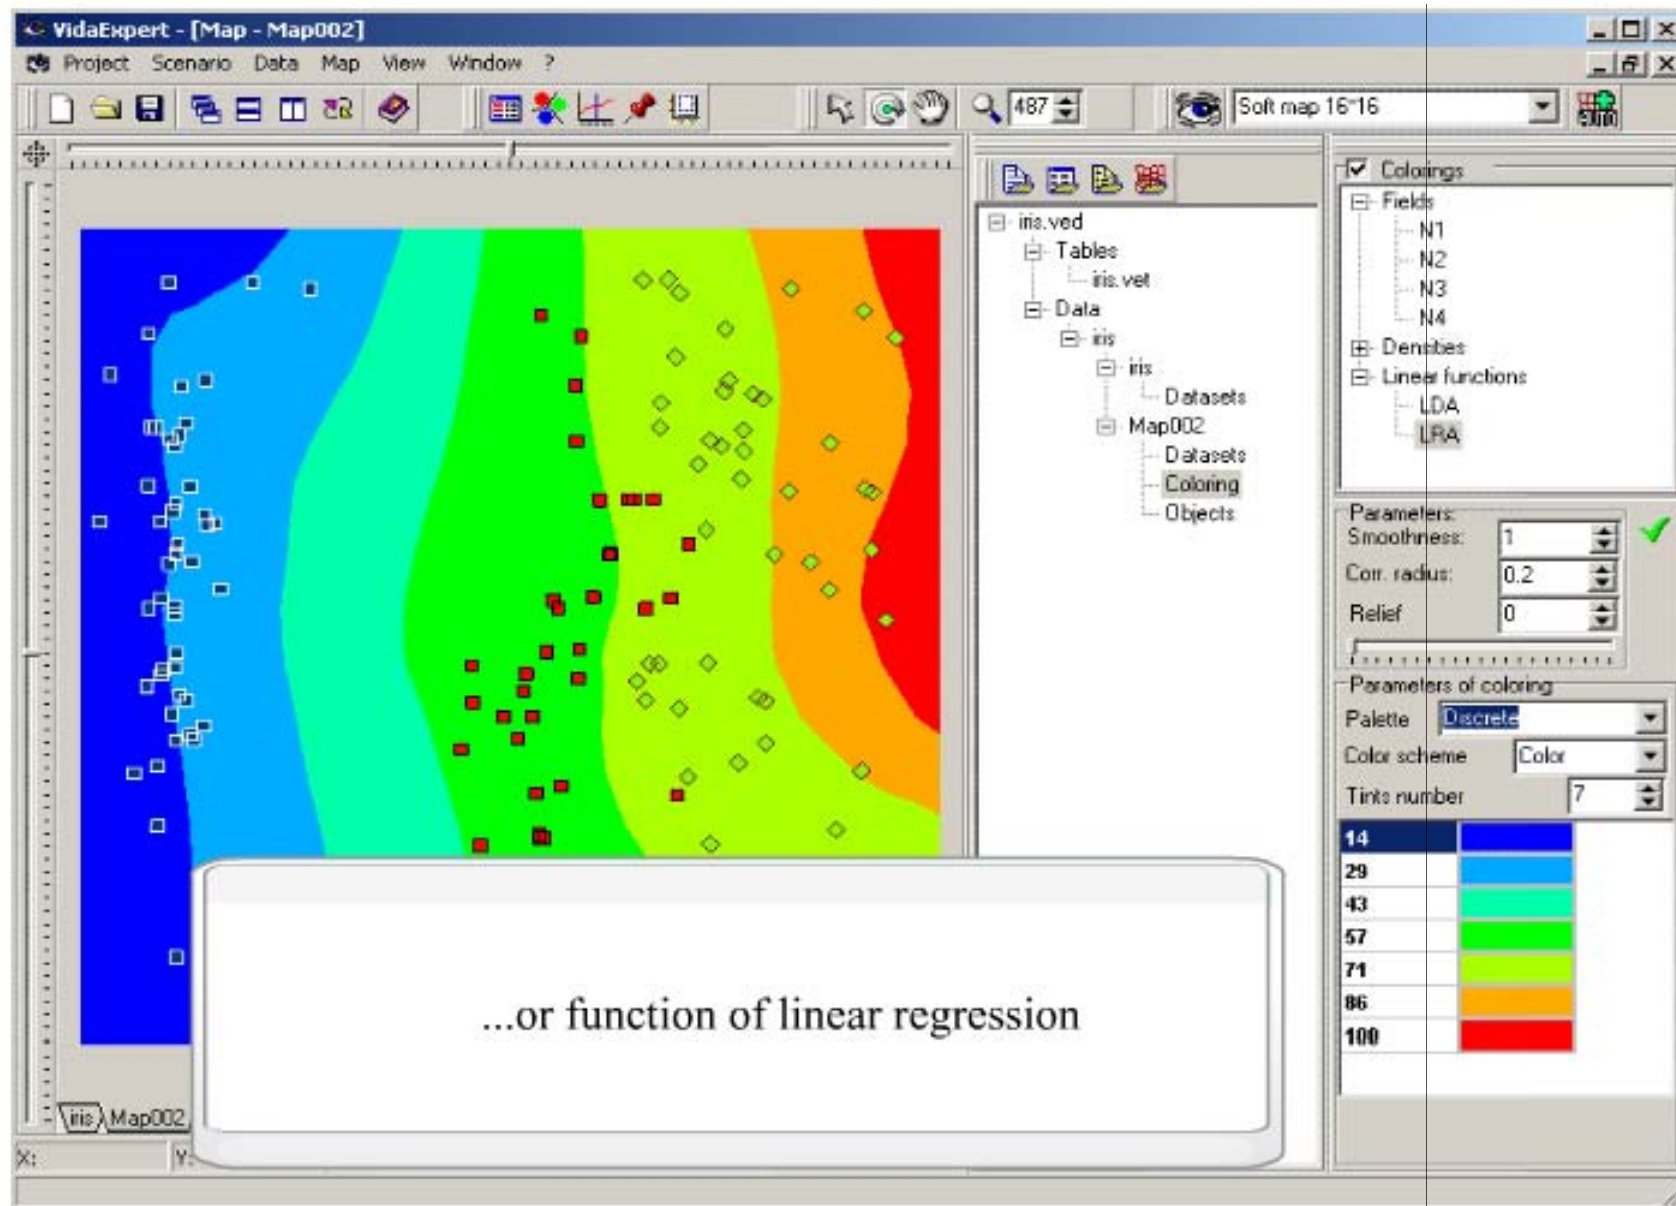 VidaExpert - [Map - Map002]
Project Scenario Data Map View Window ?
487
Soft map 16*16
iris.ved
Tables
iris.vet
Data
iris
iris
Datasets
Map002
Datasets
Coloring
Objects
Colorings
Fields
N1
N2
N3
N4
Densities
Linear functions
LDA
LRA
Parameters:
Smoothness: 1
Corr. radius: 0.2
Relief 0
Parameters of coloring
Palette Discrete
Color scheme Color
Tints number 7
14
29
43
57
71
86
100
...or function of linear regression
iris Map002
X: Y: